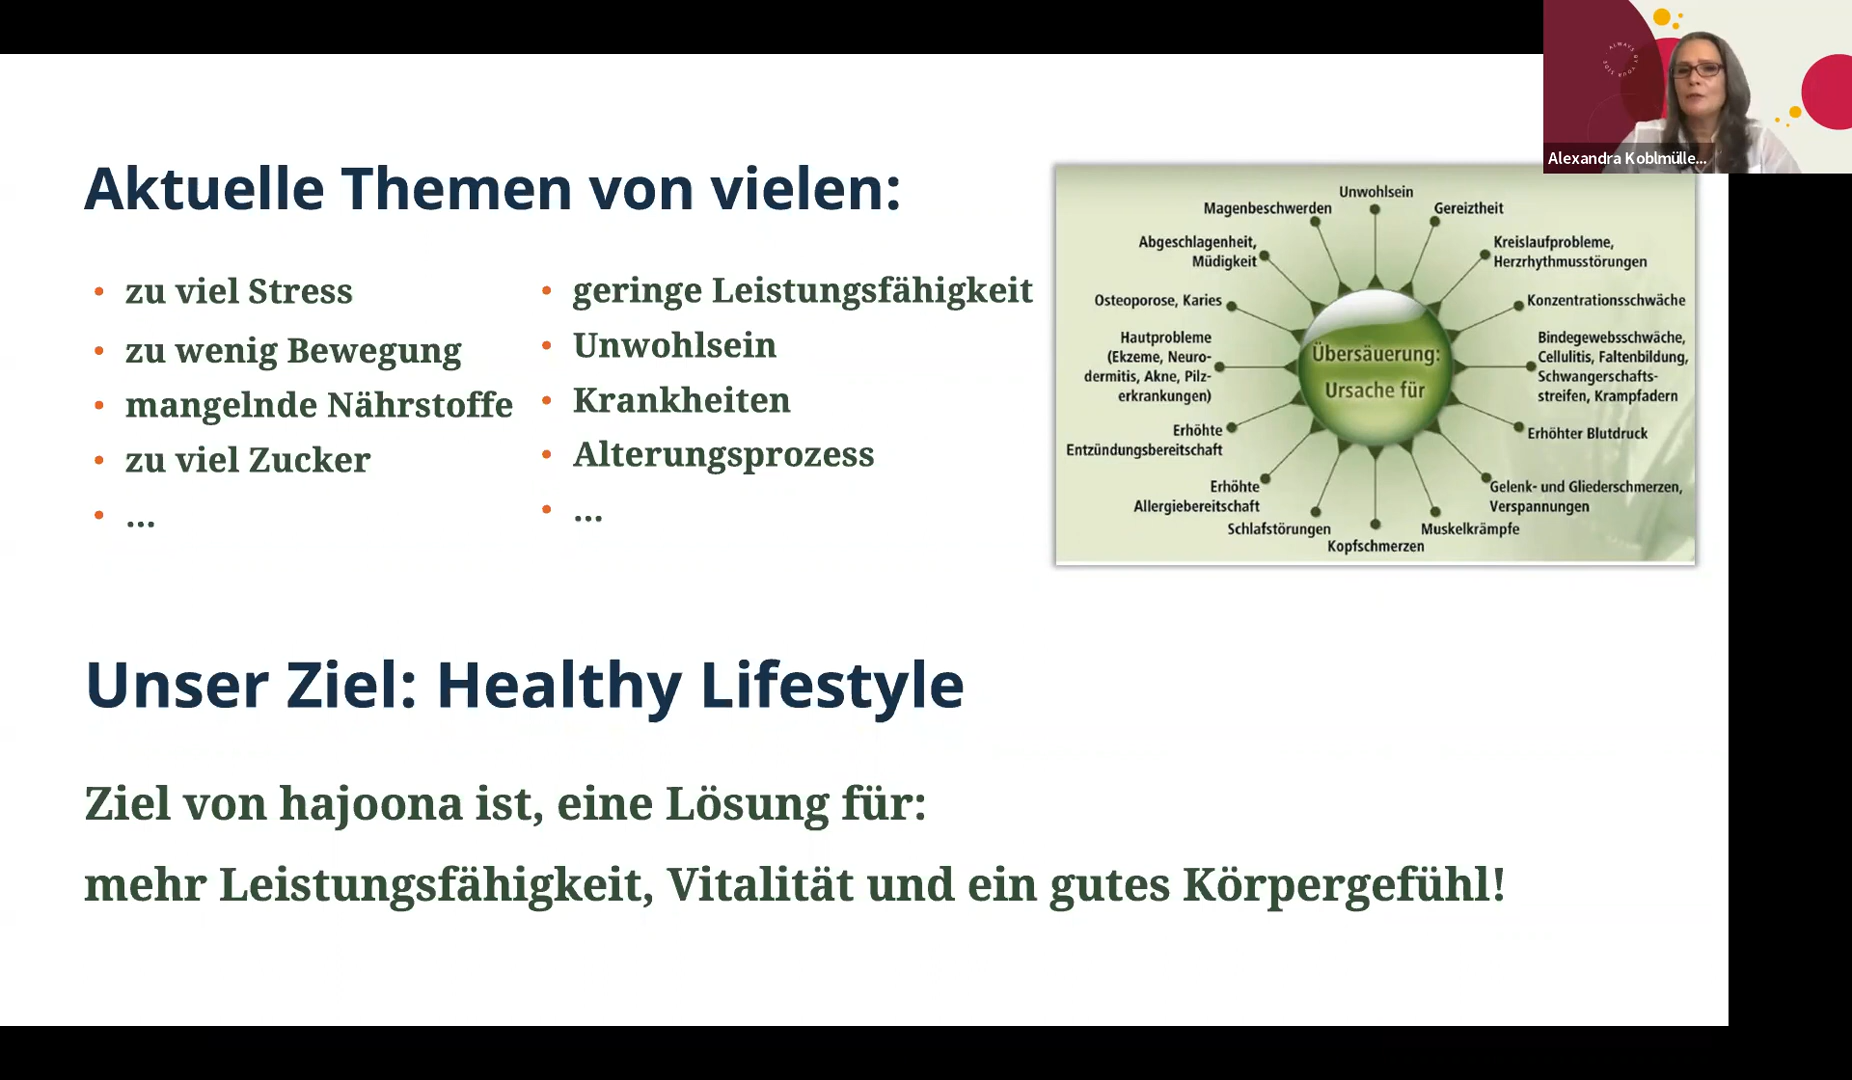 Aktuelle Themen von vielen:
• zu viel Stress
• zu wenig Bewegung
• mangelnde Nährstoffe
• zu viel Zucker
• ...
• geringe Leistungsfähigkeit
• Unwohlsein
• Krankheiten
• Alterungsprozess
• ...
Übersäuerung:
Ursache für
Unwohlsein
Gereiztheit
Kreislaufprobleme,
Herzrhythmusstörungen
Konzentrationsschwäche
Bindegewebsschwäche,
Cellulitis, Faltenbildung,
Schwangerschafts-
streifen, Krampfadern
Erhöhter Blutdruck
Gelenk- und Gliederschmerzen,
Verspannungen
Muskelkrämpfe
Kopfschmerzen
Schlafstörungen
Erhöhte
Allergiebereitschaft
Erhöhte
Entzündungsbereitschaft
Hautprobleme
(Ekzeme, Neuro-
dermitis, Akne, Pilz-
erkrankungen)
Osteoporose, Karies
Abgeschlagenheit,
Müdigkeit
Magenbeschwerden
ALWAYS BY YOUR SIDE
Alexandra Koblmülle...
Unser Ziel: Healthy Lifestyle
Ziel von hajoona ist, eine Lösung für:
mehr Leistungsfähigkeit, Vitalität und ein gutes Körpergefühl!